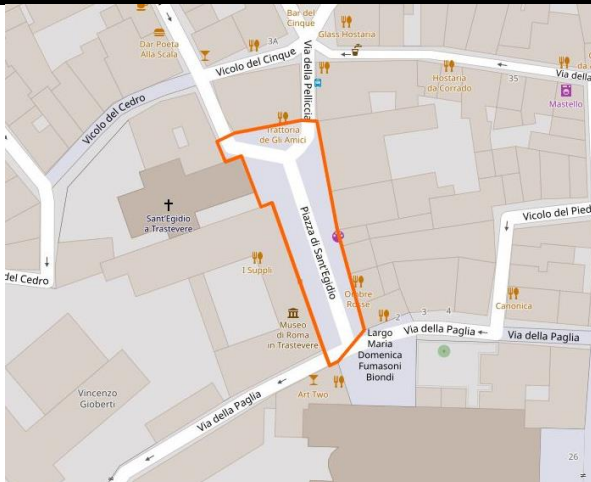 Bar del
Cinque
Glass Hostaria
3A
Dar Poeta
Alla Scala
Vicolo del Cinque
Via della Pelliccia
Hostaria
da Corrado
35
Via della
Mastello
Vicolo del Cedro
Trattoria
de Gli Amici
Sant'Egidio
a Trastevere
Piazza di Sant'Egidio
Vicolo del Pied
del Cedro
I Supplì
Ombre
Rosse
Canonica
2
3
4
Museo
di Roma
in Trastevere
Largo
Maria
Domenica
Fumasoni
Biondi
Via della Paglia
Via della Paglia
Art Two
Vincenzo
Gioberti
Via della Paglia
26